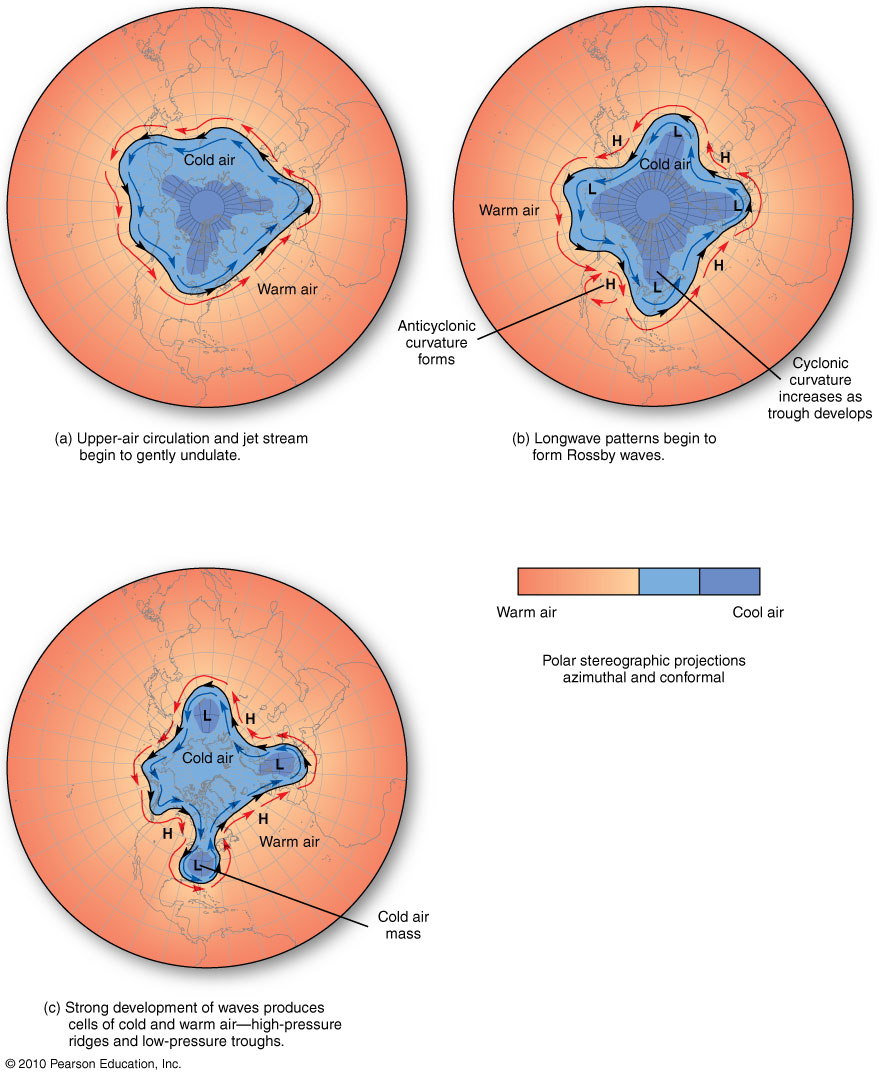 Cold air
Warm air
(a) Upper-air circulation and jet stream
begin to gently undulate.
H
L
H
Cold air
L
L
Warm air
H
H
L
Anticyclonic
curvature
forms
Cyclonic
curvature
increases as
trough develops
(b) Longwave patterns begin to
form Rossby waves.
Warm air
Cool air
Polar stereographic projections
azimuthal and conformal
L
H
Cold air
L
H
H
Warm air
L
Cold air
mass
(c) Strong development of waves produces
cells of cold and warm air—high-pressure
ridges and low-pressure troughs.
© 2010 Pearson Education, Inc.